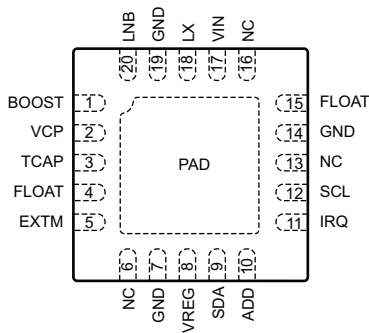 LNB
GND
LX
VIN
NC
20
19
18
17
16
BOOST 1
VCP 2
TCAP 3
FLOAT 4
EXTM 5
PAD
15 FLOAT
14 GND
13 NC
12 SCL
11 IRQ
6
7
8
9
10
NC
GND
VREG
SDA
ADD